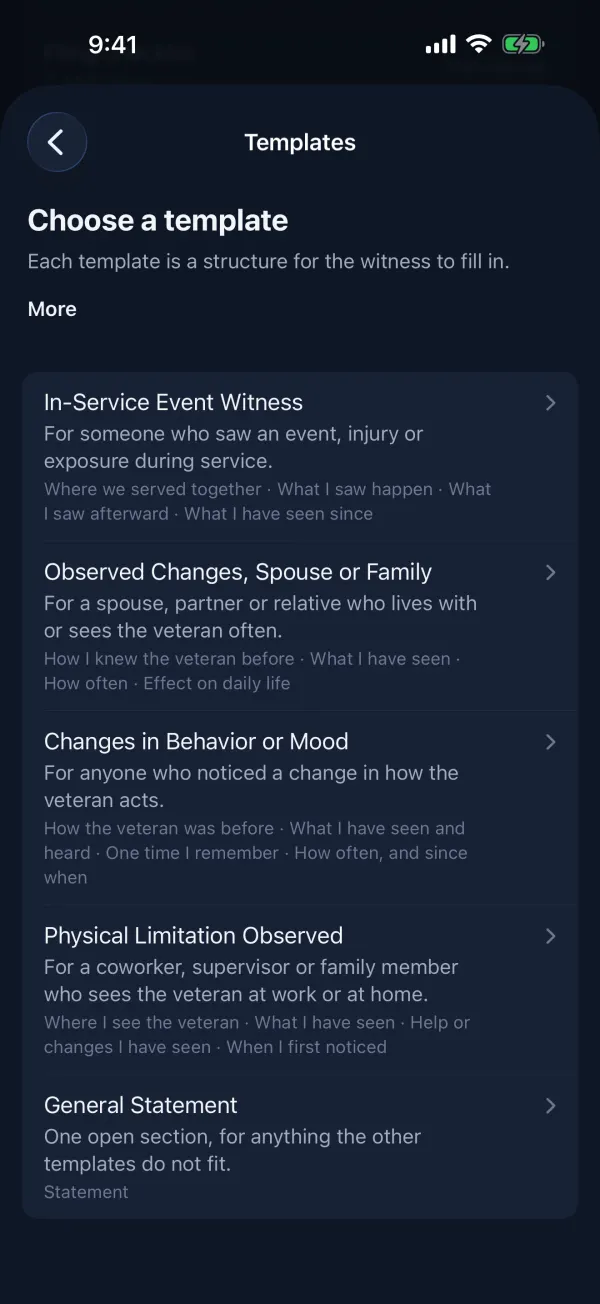 9:41
Templates
Choose a template
Each template is a structure for the witness to fill in.
More
In-Service Event Witness
For someone who saw an event, injury or
exposure during service.
Where we served together · What I saw happen · What
I saw afterward · What I have seen since
Observed Changes, Spouse or Family
For a spouse, partner or relative who lives with
or sees the veteran often.
How I knew the veteran before · What I have seen ·
How often · Effect on daily life
Changes in Behavior or Mood
For anyone who noticed a change in how the
veteran acts.
How the veteran was before · What I have seen and
heard · One time I remember · How often, and since
when
Physical Limitation Observed
For a coworker, supervisor or family member
who sees the veteran at work or at home.
Where I see the veteran · What I have seen · Help or
changes I have seen · When I first noticed
General Statement
One open section, for anything the other
templates do not fit.
Statement